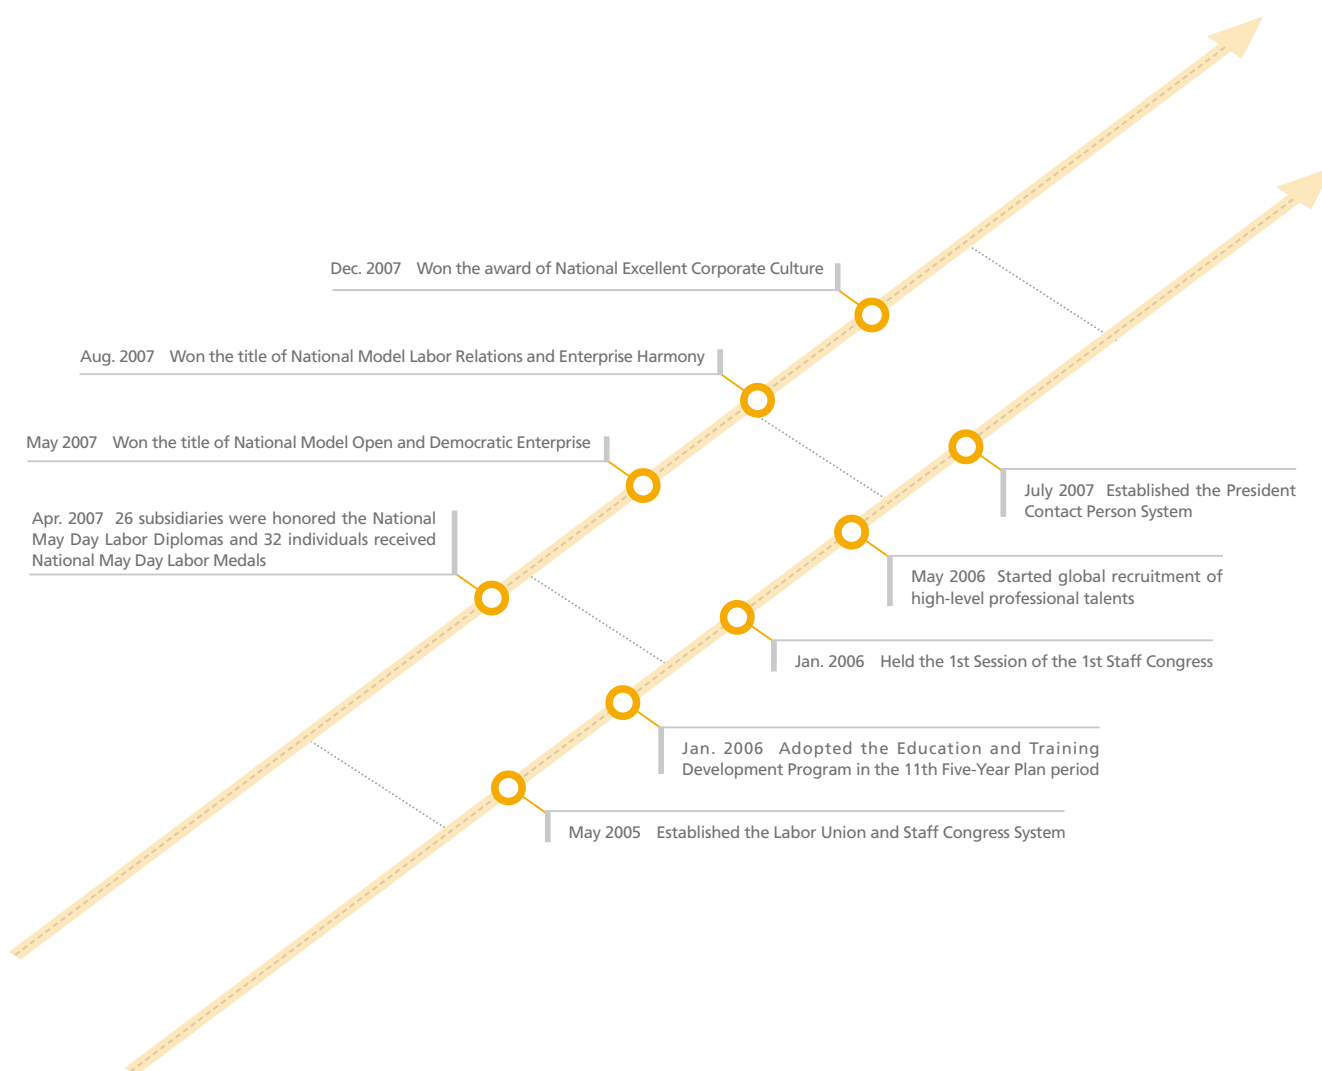 Dec. 2007 Won the award of National Excellent Corporate Culture
Aug. 2007 Won the title of National Model Labor Relations and Enterprise Harmony
May 2007 Won the title of National Model Open and Democratic Enterprise
Apr. 2007 26 subsidiaries were honored the National
May Day Labor Diplomas and 32 individuals received
National May Day Labor Medals
July 2007 Established the President
Contact Person System
May 2006 Started global recruitment of
high-level professional talents
Jan. 2006 Held the 1st Session of the 1st Staff Congress
Jan. 2006 Adopted the Education and Training
Development Program in the 11th Five-Year Plan period
May 2005 Established the Labor Union and Staff Congress System